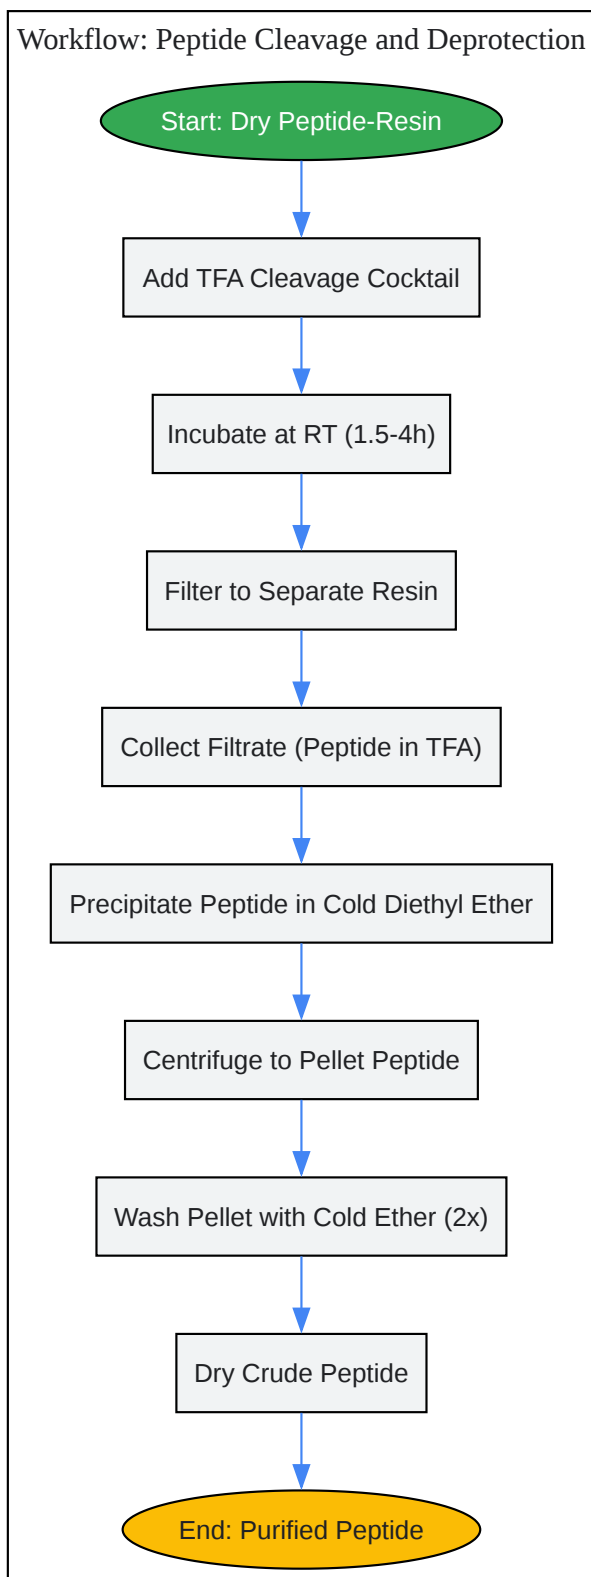 Workflow: Peptide Cleavage and Deprotection
Start: Dry Peptide-Resin
Add TFA Cleavage Cocktail
Incubate at RT (1.5-4h)
Filter to Separate Resin
Collect Filtrate (Peptide in TFA)
Precipitate Peptide in Cold Diethyl Ether
Centrifuge to Pellet Peptide
Wash Pellet with Cold Ether (2x)
Dry Crude Peptide
End: Purified Peptide